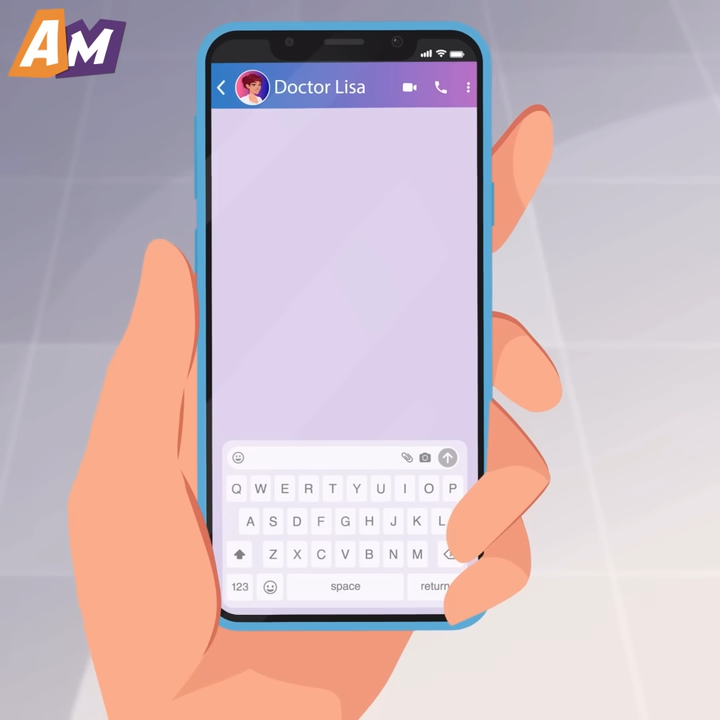 AM
Doctor Lisa
Q W E R T Y U I O P
A S D F G H J K L
Z X C V B N M
123 space return